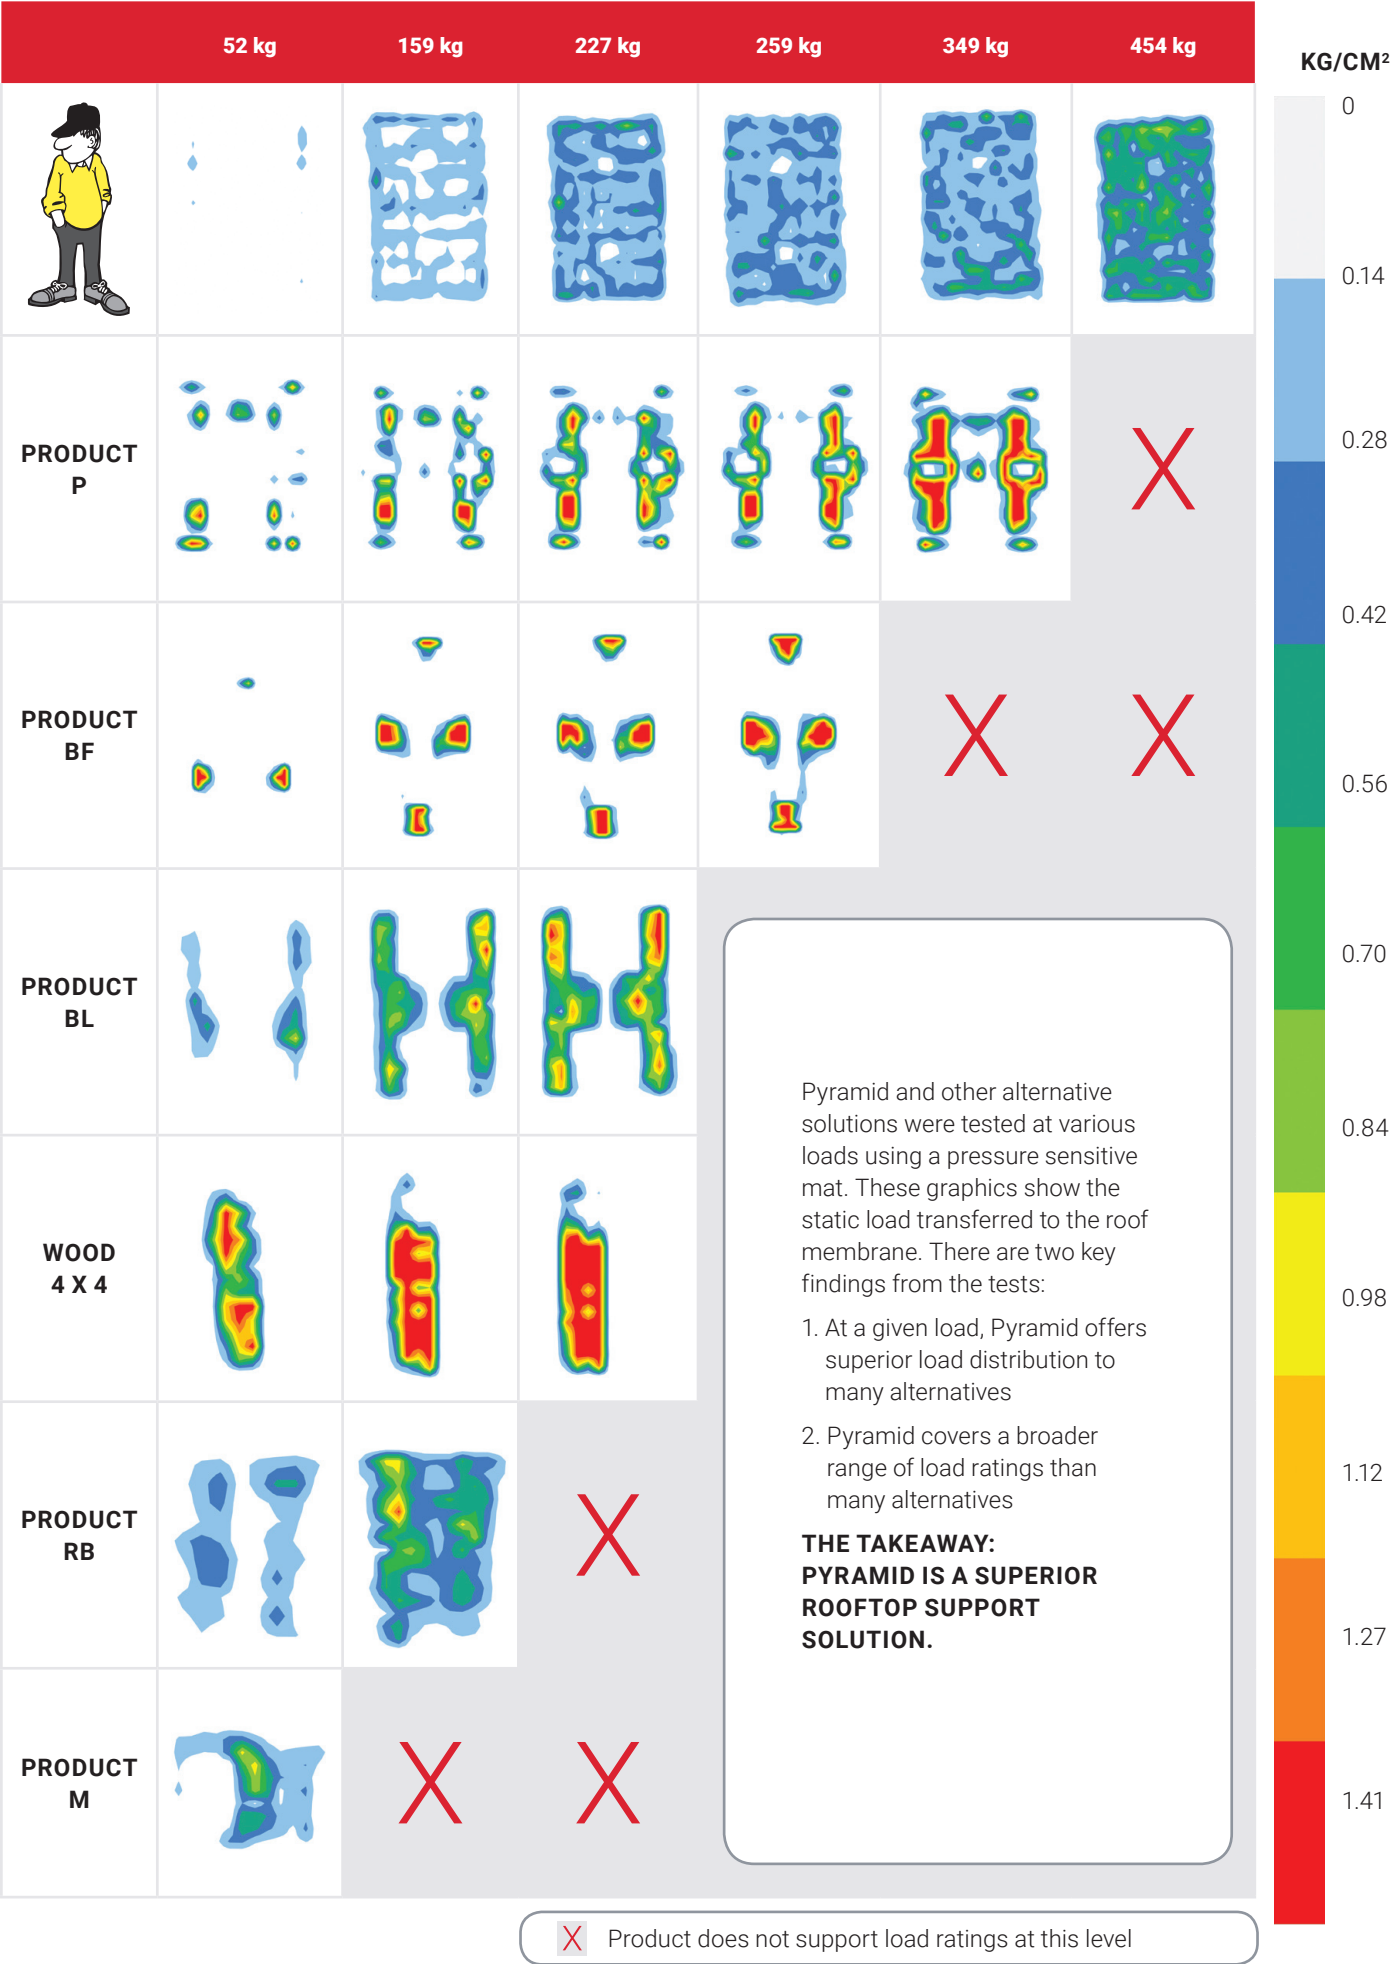 52 kg 159 kg 227 kg 259 kg 349 kg 454 kg
KG/CM²
0
0.14
0.28
0.42
0.56
0.70
0.84
0.98
1.12
1.27
1.41
PRODUCT
P
X
PRODUCT
BF
X X
PRODUCT
BL
WOOD
4 X 4
PRODUCT
RB
X
PRODUCT
M
X X
Pyramid and other alternative
solutions were tested at various
loads using a pressure sensitive
mat. These graphics show the
static load transferred to the roof
membrane. There are two key
findings from the tests:
1. At a given load, Pyramid offers
superior load distribution to
many alternatives
2. Pyramid covers a broader
range of load ratings than
many alternatives
THE TAKEAWAY:
PYRAMID IS A SUPERIOR
ROOFTOP SUPPORT
SOLUTION.
X Product does not support load ratings at this level